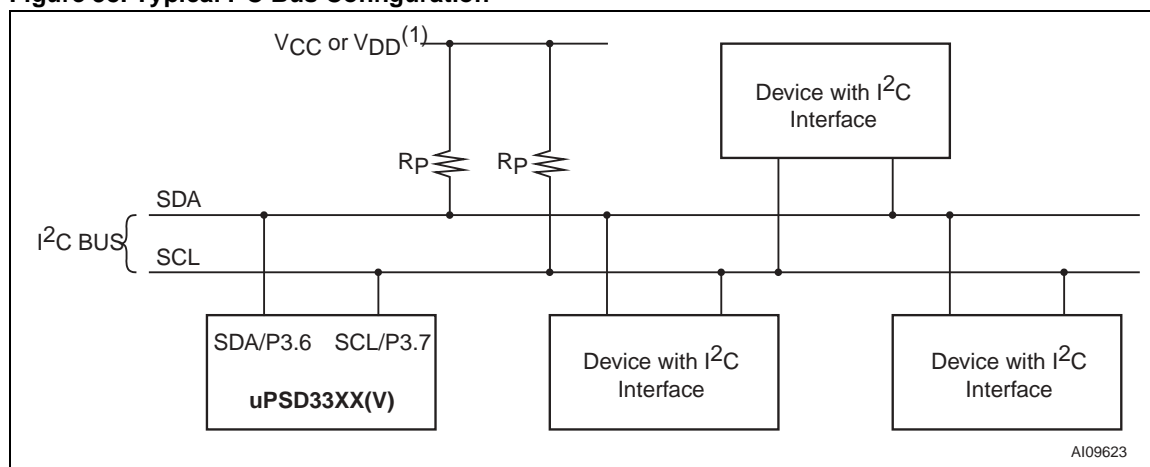 VCC or VDD(1)
Device with I2C
Interface
RP
RP
SDA
I2C BUS
SCL
SDA/P3.6 SCL/P3.7
uPSD33XX(V)
Device with I2C
Interface
Device with I2C
Interface
AI09623